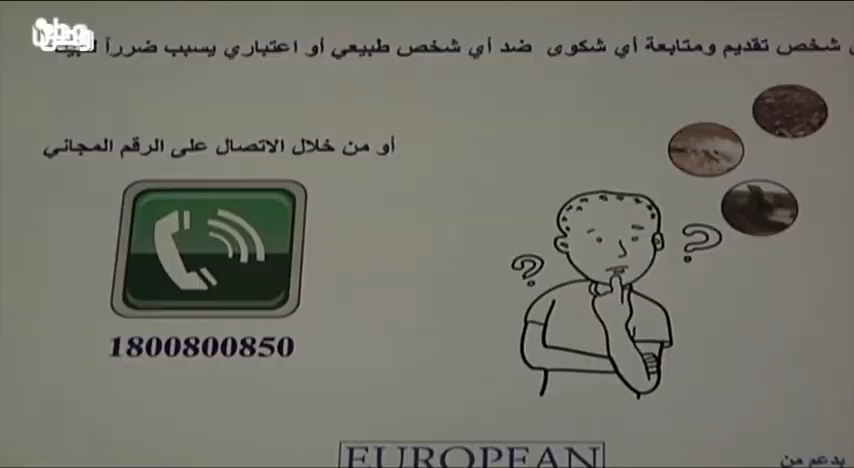 وطن
شخص تقديم ومتابعة أي شكوى ضد أي شخص طبيعي أو اعتباري يسبب ضرراً
أو من خلال الاتصال على الرقم المجاني
1800800850
EUROPEAN
بدعم من